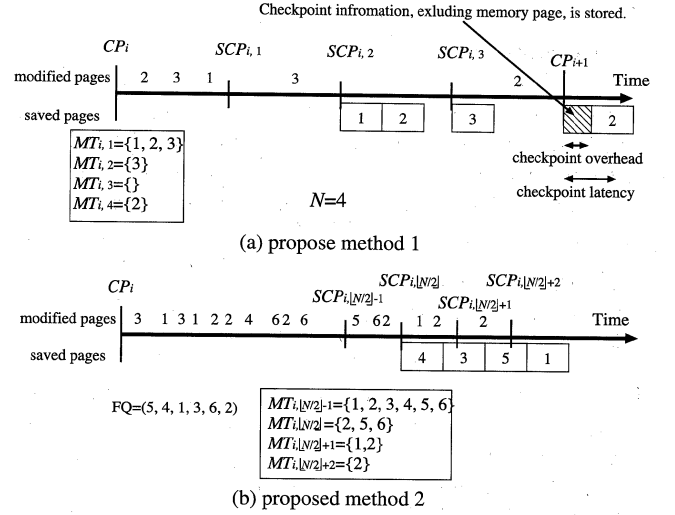 Checkpoint infromation, exluding memory page, is stored.
CPi SCPi, 1 SCPi, 2 SCPi, 3 CPi+1
modified pages 2 3 1 3 2 Time
saved pages 1 2 3 2
MTi, 1={1, 2, 3}
MTi, 2={3}
MTi, 3={}
MTi, 4={2}
checkpoint overhead
checkpoint latency
N=4
(a) propose method 1
CPi SCPi,⌊N/2⌋-1 SCPi,⌊N/2⌋ SCPi,⌊N/2⌋+1 SCPi,⌊N/2⌋+2
modified pages 3 1 3 1 2 2 4 6 2 6 5 6 2 1 2 2 Time
saved pages 4 3 5 1
FQ=(5, 4, 1, 3, 6, 2)
MTi,⌊N/2⌋-1={1, 2, 3, 4, 5, 6}
MTi,⌊N/2⌋={2, 5, 6}
MTi,⌊N/2⌋+1={1,2}
MTi,⌊N/2⌋+2={2}
(b) proposed method 2